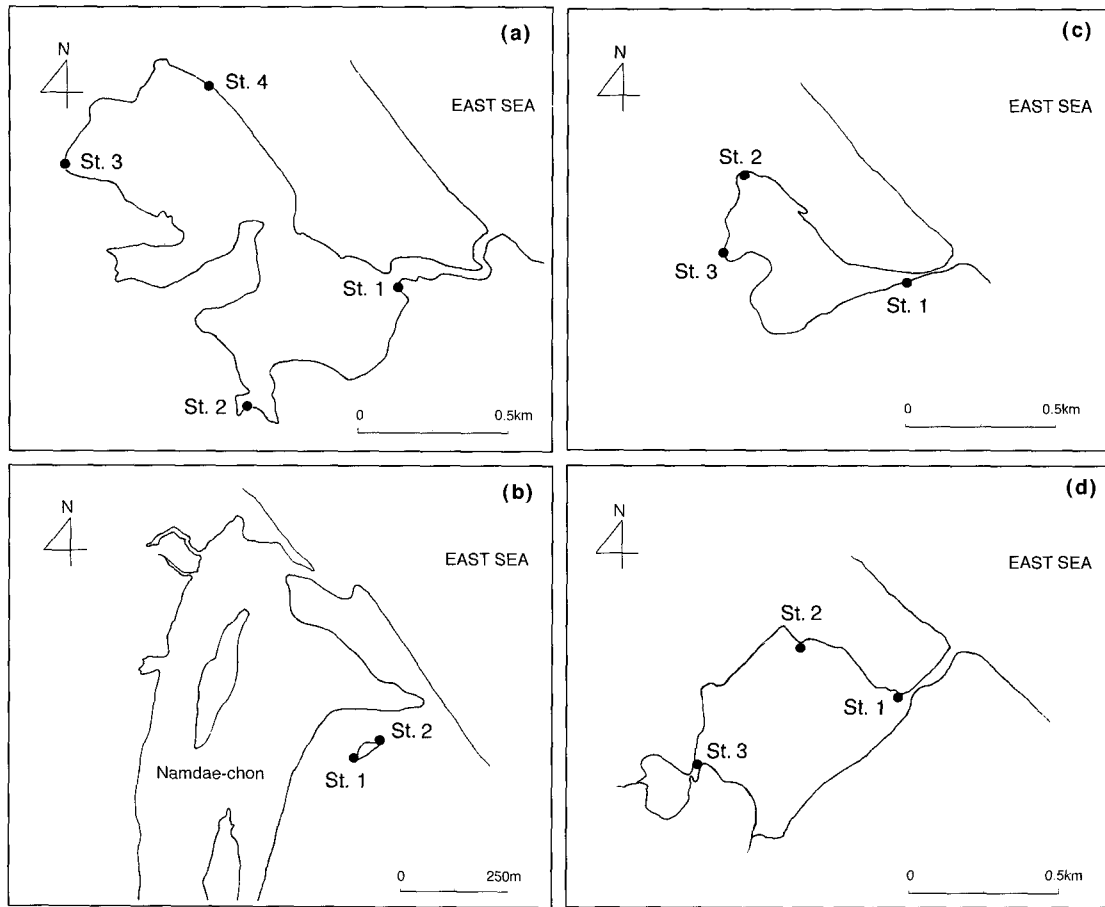 (a)
N
St. 4
EAST SEA
St. 3
St. 1
St. 2
0 0.5km
(c)
N
EAST SEA
St. 2
St. 3
St. 1
0 0.5km
(b)
N
EAST SEA
St. 2
St. 1
Namdae-chon
0 250m
(d)
N
EAST SEA
St. 2
St. 1
St. 3
0 0.5km